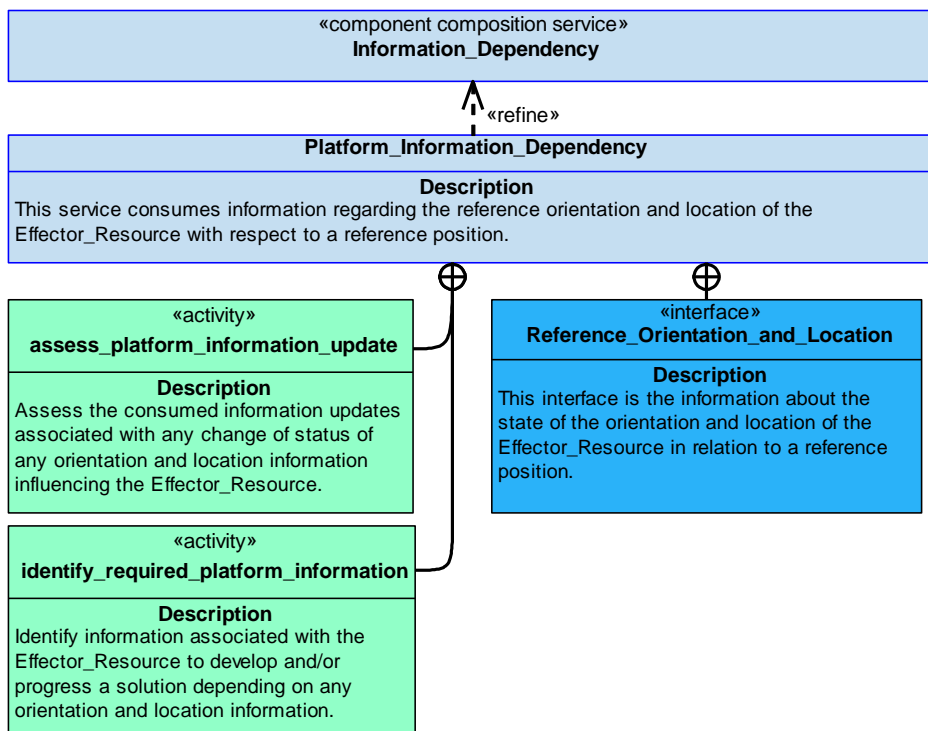 «component composition service»
Information_Dependency
«refine»
Platform_Information_Dependency
Description
This service consumes information regarding the reference orientation and location of the
Effector_Resource with respect to a reference position.
«activity»
assess_platform_information_update
Description
Assess the consumed information updates
associated with any change of status of
any orientation and location information
influencing the Effector_Resource.
«interface»
Reference_Orientation_and_Location
Description
This interface is the information about the
state of the orientation and location of the
Effector_Resource in relation to a reference
position.
«activity»
identify_required_platform_information
Description
Identify information associated with the
Effector_Resource to develop and/or
progress a solution depending on any
orientation and location information.